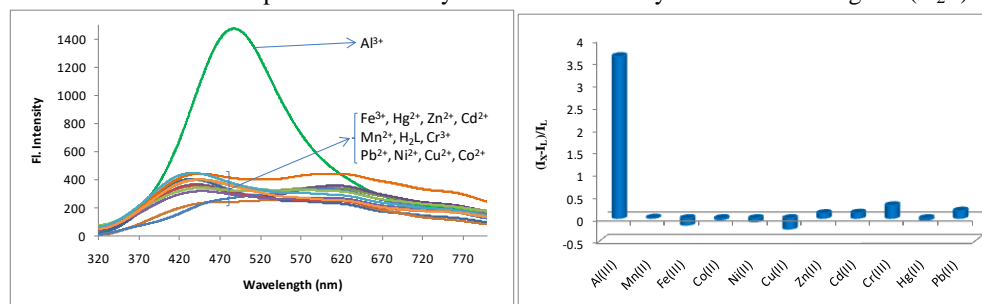 1400
1200
1000
800
600
400
200
0
Fl. Intensity
Al³⁺
Fe³⁺, Hg²⁺, Zn²⁺, Cd²⁺
Mn²⁺, H₂L, Cr³⁺
Pb²⁺, Ni²⁺, Cu²⁺, Co²⁺
320 370 420 470 520 570 620 670 720 770
Wavelength (nm)
4
3.5
3
2.5
2
1.5
1
0.5
0
-0.5
(Iₓ-I_L)/I_L
Al(III) Mn(II) Fe(III) Co(II) Ni(II) Cu(II) Zn(II) Cd(II) Cr(III) Hg(II) Pb(II)